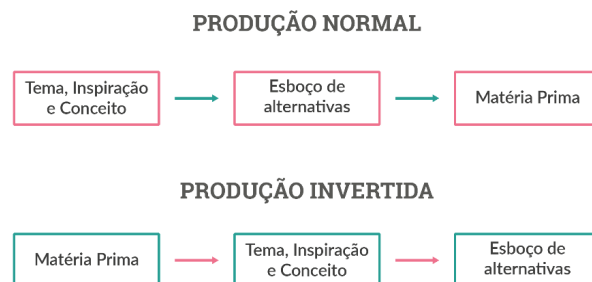 PRODUÇÃO NORMAL
Tema, Inspiração
e Conceito
Esboço de
alternativas
Matéria Prima
PRODUÇÃO INVERTIDA
Matéria Prima
Tema, Inspiração
e Conceito
Esboço de
alternativas